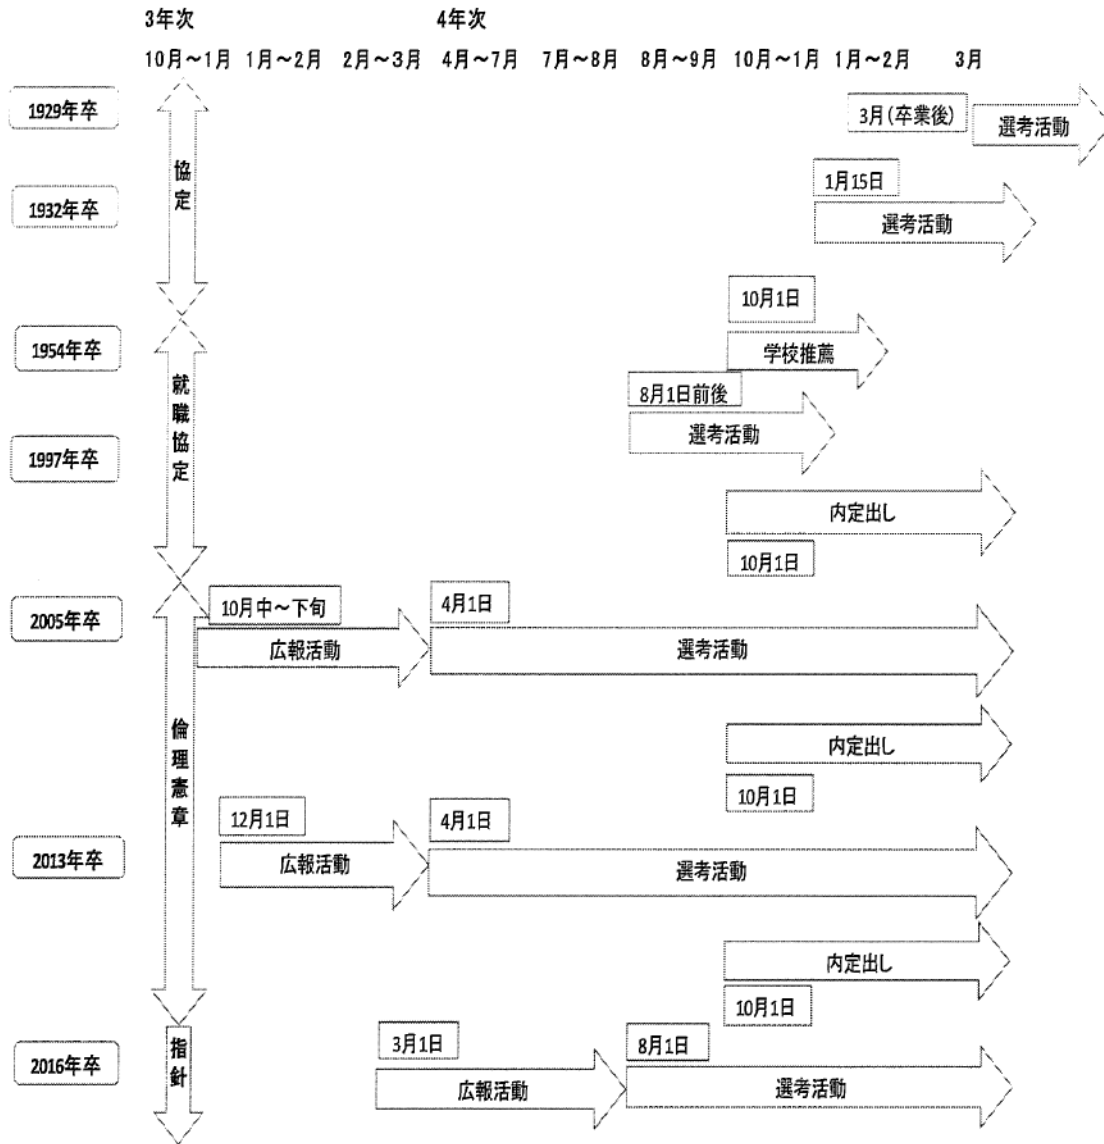 3年次 4年次
10月～1月 1月～2月 2月～3月 4月～7月 7月～8月 8月～9月 10月～1月 1月～2月 3月
1929年卒
3月(卒業後)
選考活動
協定
1932年卒
1月15日
選考活動
10月1日
1954年卒
学校推薦
就職協定
8月1日前後
選考活動
1997年卒
内定出し
10月1日
2005年卒
10月中～下旬
4月1日
広報活動
選考活動
倫理憲章
内定出し
10月1日
12月1日
4月1日
2013年卒
広報活動
選考活動
内定出し
10月1日
指針
2016年卒
3月1日
8月1日
広報活動
選考活動